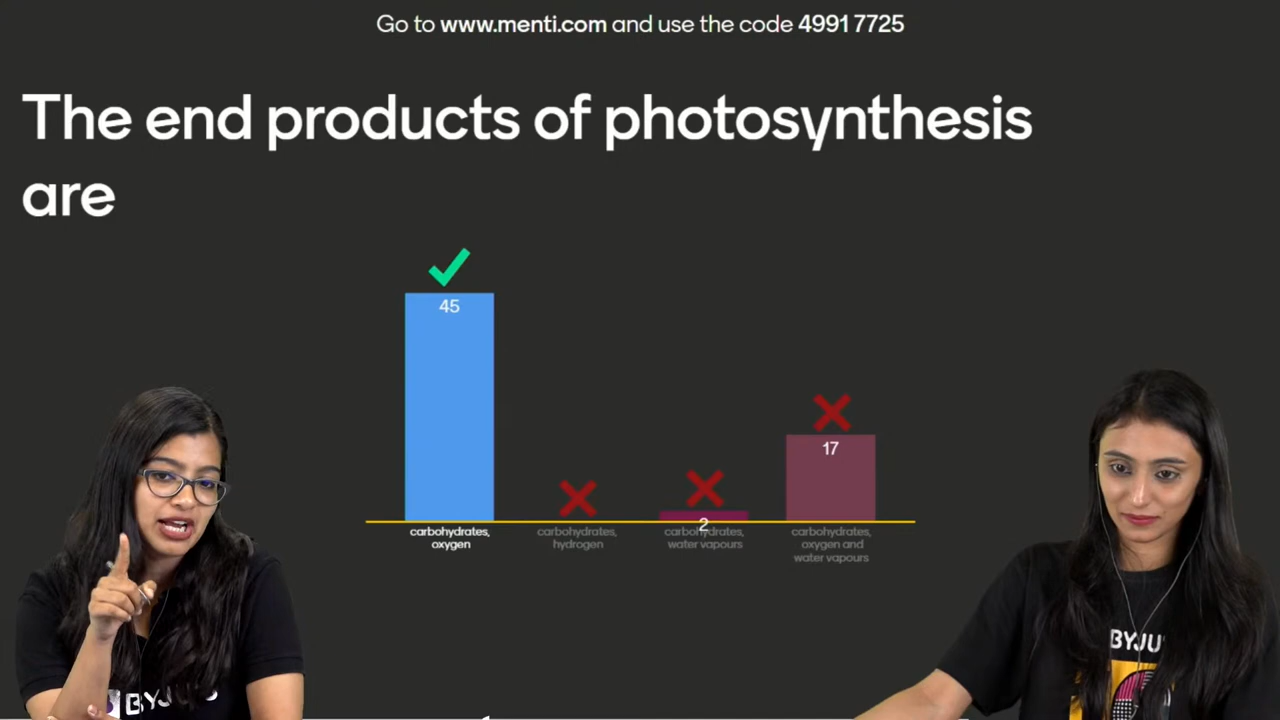 Go to www.menti.com and use the code 4991 7725
The end products of photosynthesis
are
45
2
17
carbohydrates,
oxygen
carbohydrates,
hydrogen
carbohydrates,
water vapours
carbohydrates,
oxygen and
water vapours
BYJU'